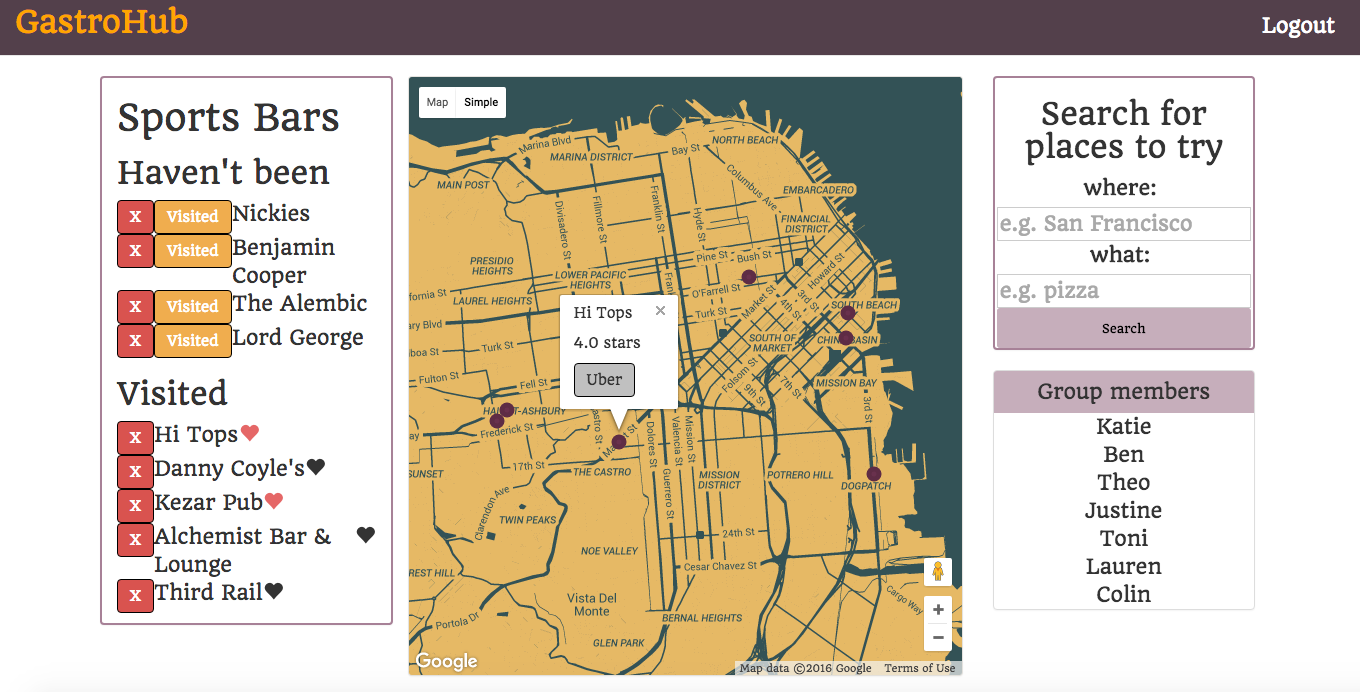 GastroHub
Logout
Sports Bars
Haven't been
x Visited Nickies
x Visited Benjamin
Cooper
x Visited The Alembic
x Visited Lord George
Visited
x Hi Tops
x Danny Coyle's
x Kezar Pub
x Alchemist Bar &
Lounge
x Third Rail
Map Simple
Marina Blvd
MARINA DISTRICT
Bay St
NORTH BEACH
MAIN POST
Columbus Ave
EMBARCADERO
Divisadero St
Fillmore St
Franklin St
Hyde St
FINANCIAL
DISTRICT
PRESIDIO
HEIGHTS
Pine St
Bush St
Howard St
LOWER PACIFIC
HEIGHTS
O'Farrell St
LAUREL HEIGHTS
Market St
3rd St
4th St
SOUTH BEACH
Turk St
Hi Tops
4.0 stars
Uber
SOUTH OF
MARKET
Turk St
Fulton St
Fell St
Folsom St
9th St
7th St
MISSION BAY
3rd St
Frederick St
Dolores St
Valencia St
Mission St
17th St
THE CASTRO
MISSION
DISTRICT
POTRERO HILL
DOGPATCH
Guerrero St
Clarendon Ave
TWIN PEAKS
24th St
NOE VALLEY
Cesar Chavez St
Cargo Way
Vista Del
Monte
Portola Dr
BERNAL HEIGHTS
GLEN PARK
+
−
Google
Map data ©2016 Google Terms of Use
Search for
places to try
where:
e.g. San Francisco
what:
e.g. pizza
Search
Group members
Katie
Ben
Theo
Justine
Toni
Lauren
Colin